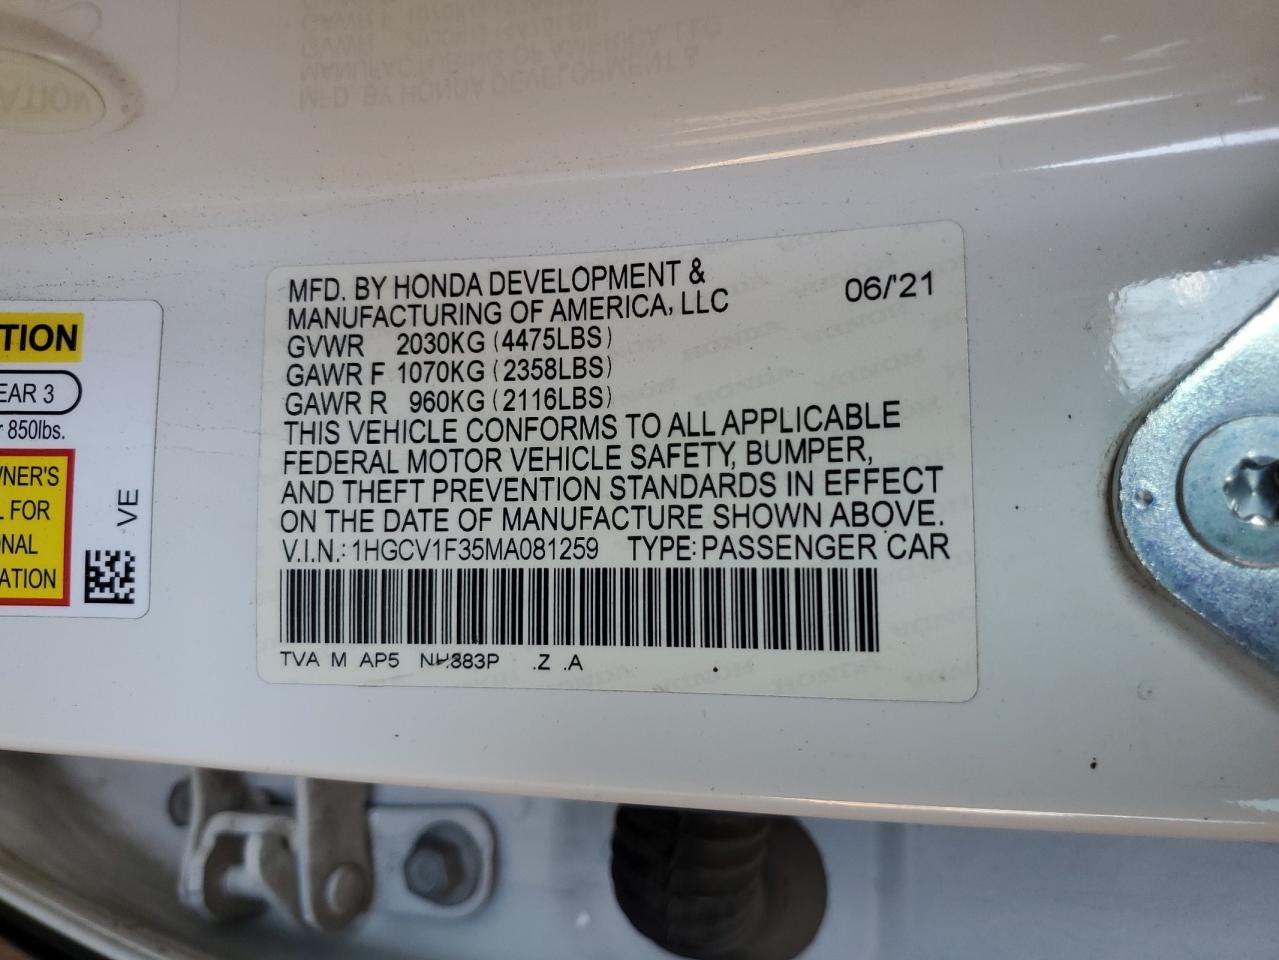 MFD. BY HONDA DEVELOPMENT &
MANUFACTURING OF AMERICA, LLC
06/'21
GVWR 2030KG (4475LBS)
GAWR F 1070KG (2358LBS)
GAWR R 960KG (2116LBS)
THIS VEHICLE CONFORMS TO ALL APPLICABLE
FEDERAL MOTOR VEHICLE SAFETY, BUMPER,
AND THEFT PREVENTION STANDARDS IN EFFECT
ON THE DATE OF MANUFACTURE SHOWN ABOVE.
V.I.N.: 1HGCV1F35MA081259 TYPE: PASSENGER CAR
TVA M AP5 NH883P .Z .A
TION
EAR 3
r 850lbs.
WNER'S
L FOR
ONAL
ATION
-VE